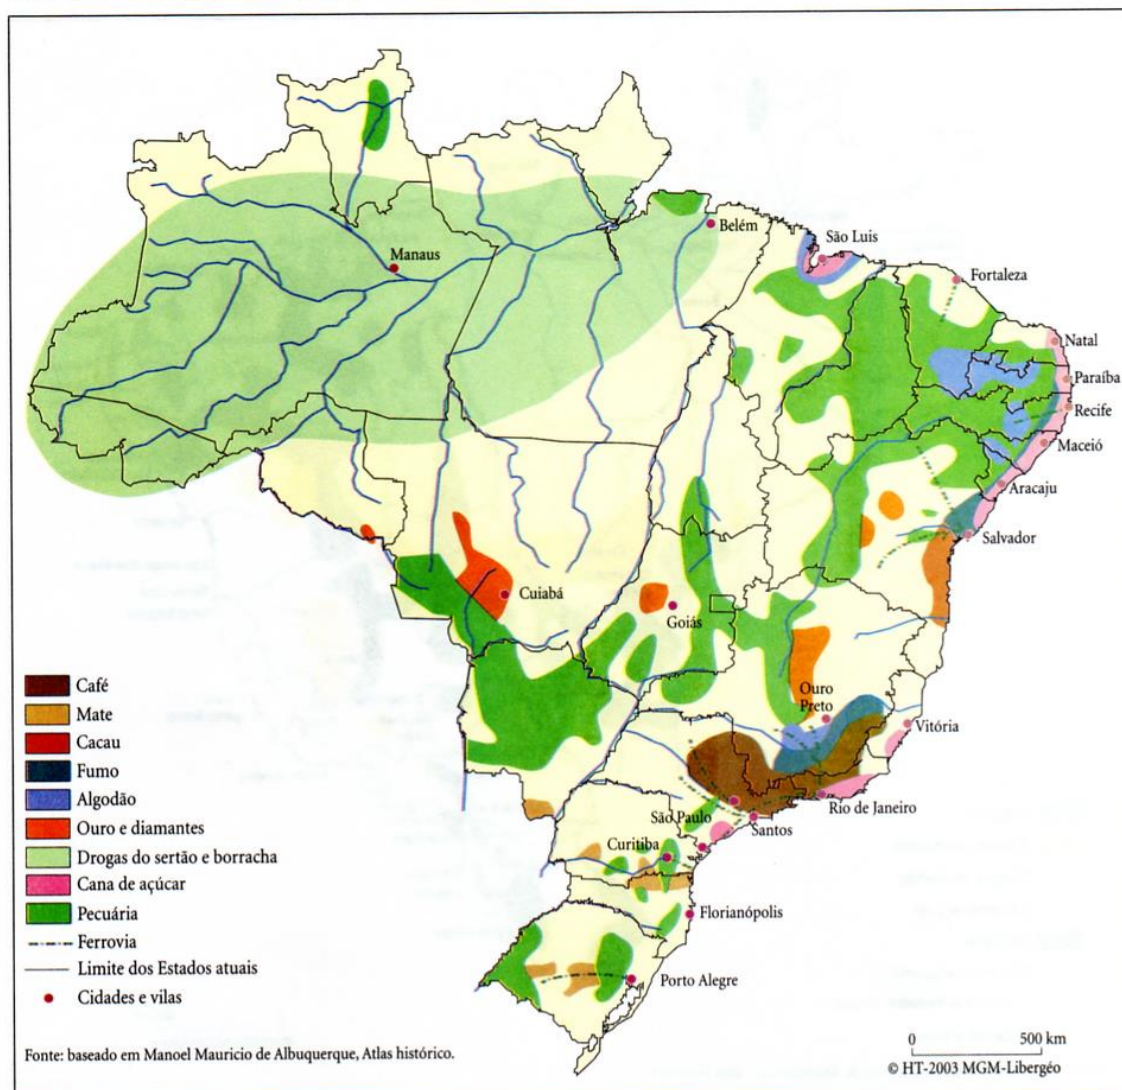 Belém
São Luis
Manaus
Fortaleza
Natal
Paraíba
Recife
Maceió
Aracaju
Salvador
Cuiabá
Goiás
Ouro
Preto
Vitória
São Paulo
Rio de Janeiro
Santos
Curitiba
Florianópolis
Porto Alegre
Café
Mate
Cacau
Fumo
Algodão
Ouro e diamantes
Drogas do sertão e borracha
Cana de açúcar
Pecuária
Ferrovia
Limite dos Estados atuais
Cidades e vilas
Fonte: baseado em Manoel Mauricio de Albuquerque, Atlas histórico.
0 500 km
© HT-2003 MGM-Libergéo